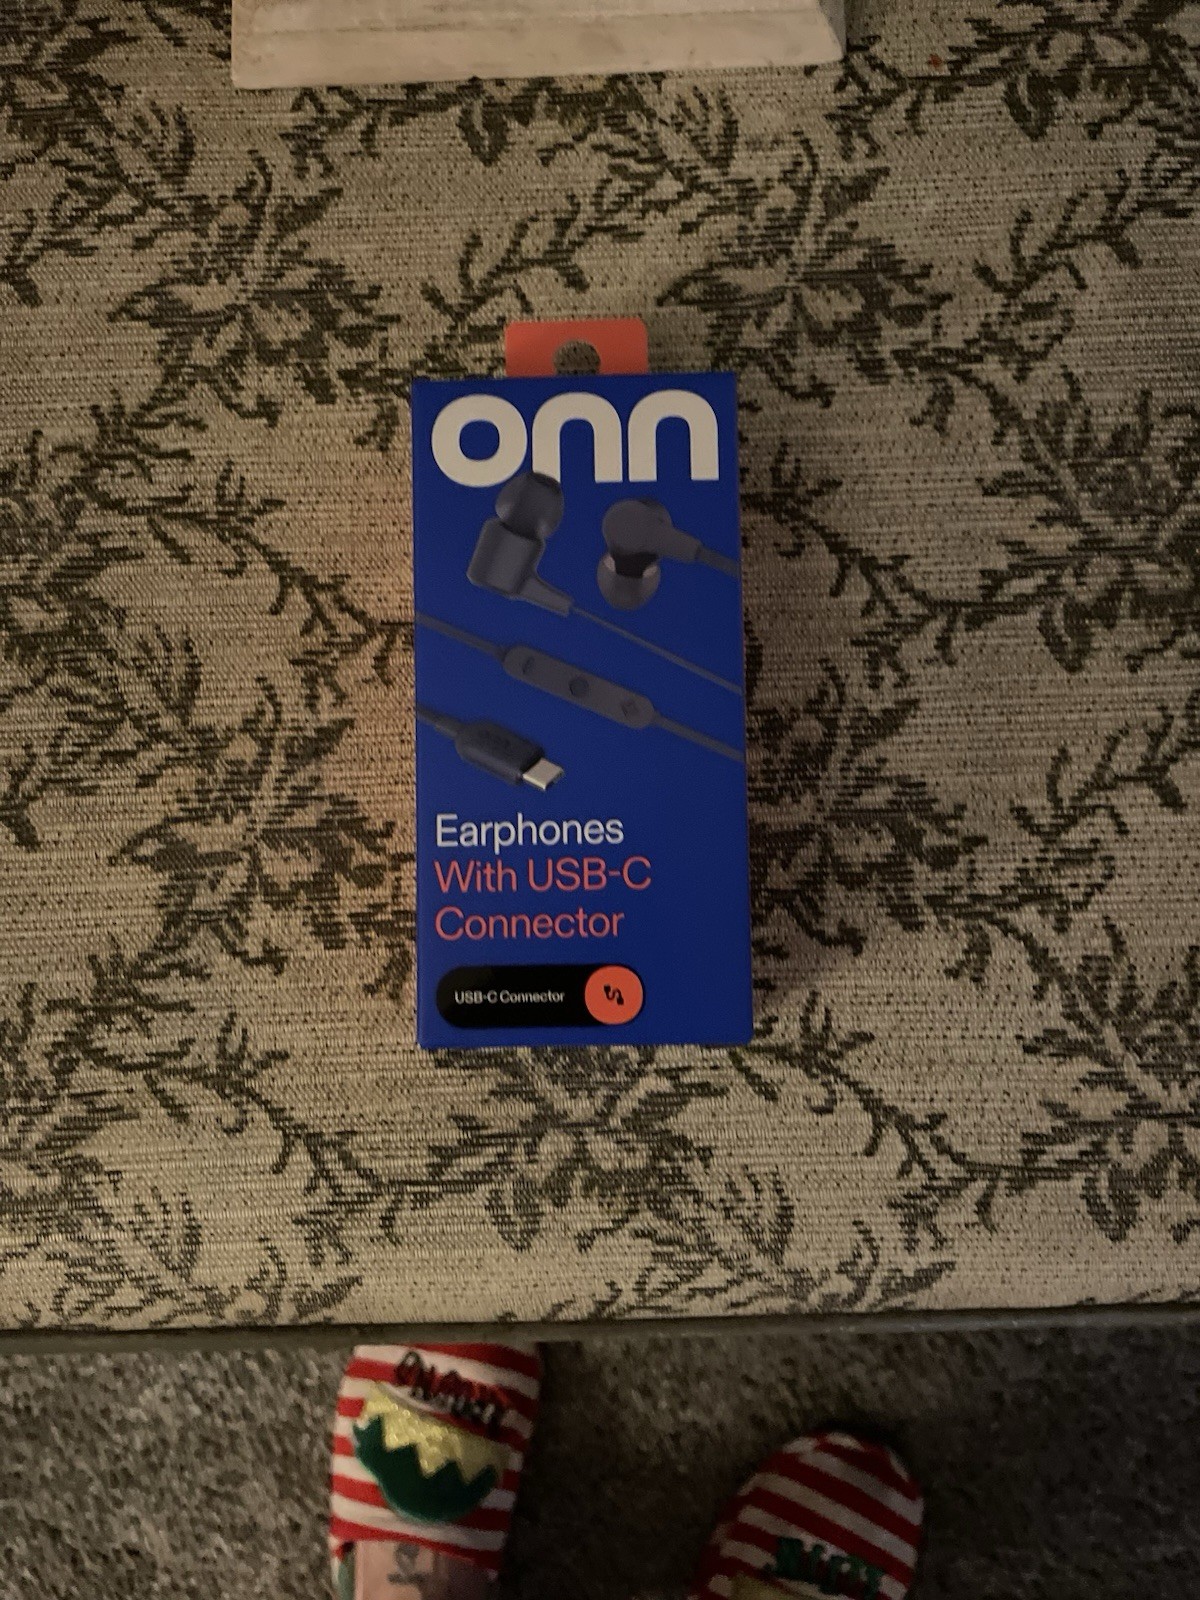 onn
Earphones
With USB-C
Connector
USB-C Connector